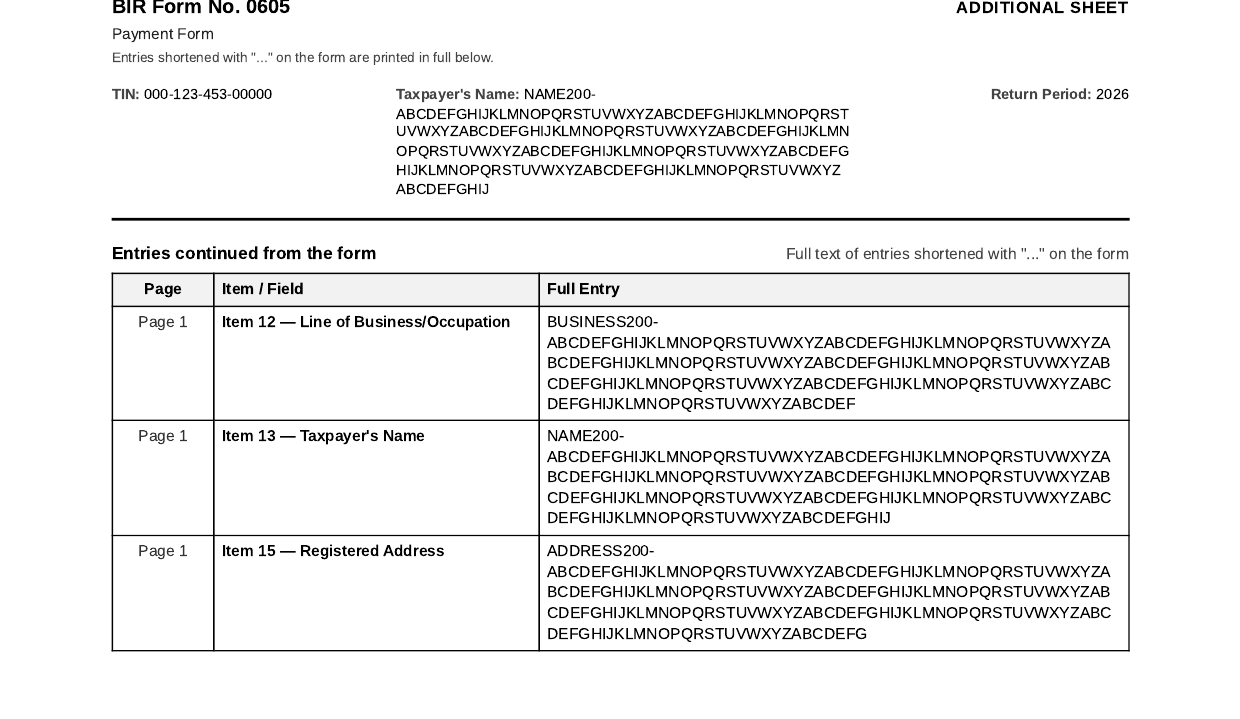 BIR Form No. 0605 ADDITIONAL SHEET
Payment Form
Entries shortened with "..." on the form are printed in full below.
TIN: 000-123-453-00000 Taxpayer's Name: NAME200- Return Period: 2026
ABCDEFGHIJKLMNOPQRSTUVWXYZABCDEFGHIJKLMNOPQRST
UVWXYZABCDEFGHIJKLMNOPQRSTUVWXYZABCDEFGHIJKLMN
OPQRSTUVWXYZABCDEFGHIJKLMNOPQRSTUVWXYZABCDEFG
HIJKLMNOPQRSTUVWXYZABCDEFGHIJKLMNOPQRSTUVWXYZ
ABCDEFGHIJ
Entries continued from the form Full text of entries shortened with "..." on the form
Page Item / Field Full Entry
Page 1 Item 12 — Line of Business/Occupation BUSINESS200-
ABCDEFGHIJKLMNOPQRSTUVWXYZABCDEFGHIJKLMNOPQRSTUVWXYZA
BCDEFGHIJKLMNOPQRSTUVWXYZABCDEFGHIJKLMNOPQRSTUVWXYZAB
CDEFGHIJKLMNOPQRSTUVWXYZABCDEFGHIJKLMNOPQRSTUVWXYZABC
DEFGHIJKLMNOPQRSTUVWXYZABCDEF
Page 1 Item 13 — Taxpayer's Name NAME200-
ABCDEFGHIJKLMNOPQRSTUVWXYZABCDEFGHIJKLMNOPQRSTUVWXYZA
BCDEFGHIJKLMNOPQRSTUVWXYZABCDEFGHIJKLMNOPQRSTUVWXYZAB
CDEFGHIJKLMNOPQRSTUVWXYZABCDEFGHIJKLMNOPQRSTUVWXYZABC
DEFGHIJKLMNOPQRSTUVWXYZABCDEFGHIJ
Page 1 Item 15 — Registered Address ADDRESS200-
ABCDEFGHIJKLMNOPQRSTUVWXYZABCDEFGHIJKLMNOPQRSTUVWXYZA
BCDEFGHIJKLMNOPQRSTUVWXYZABCDEFGHIJKLMNOPQRSTUVWXYZAB
CDEFGHIJKLMNOPQRSTUVWXYZABCDEFGHIJKLMNOPQRSTUVWXYZABC
DEFGHIJKLMNOPQRSTUVWXYZABCDEFG